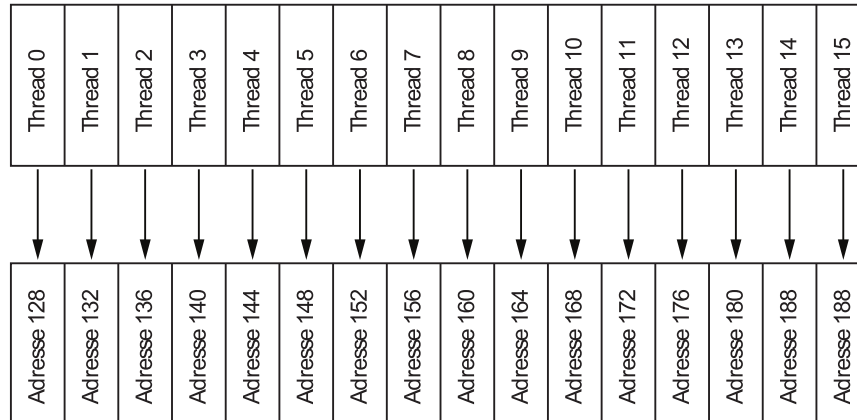 Thread 0
Thread 1
Thread 2
Thread 3
Thread 4
Thread 5
Thread 6
Thread 7
Thread 8
Thread 9
Thread 10
Thread 11
Thread 12
Thread 13
Thread 14
Thread 15
Adresse 128
Adresse 132
Adresse 136
Adresse 140
Adresse 144
Adresse 148
Adresse 152
Adresse 156
Adresse 160
Adresse 164
Adresse 168
Adresse 172
Adresse 176
Adresse 180
Adresse 188
Adresse 188